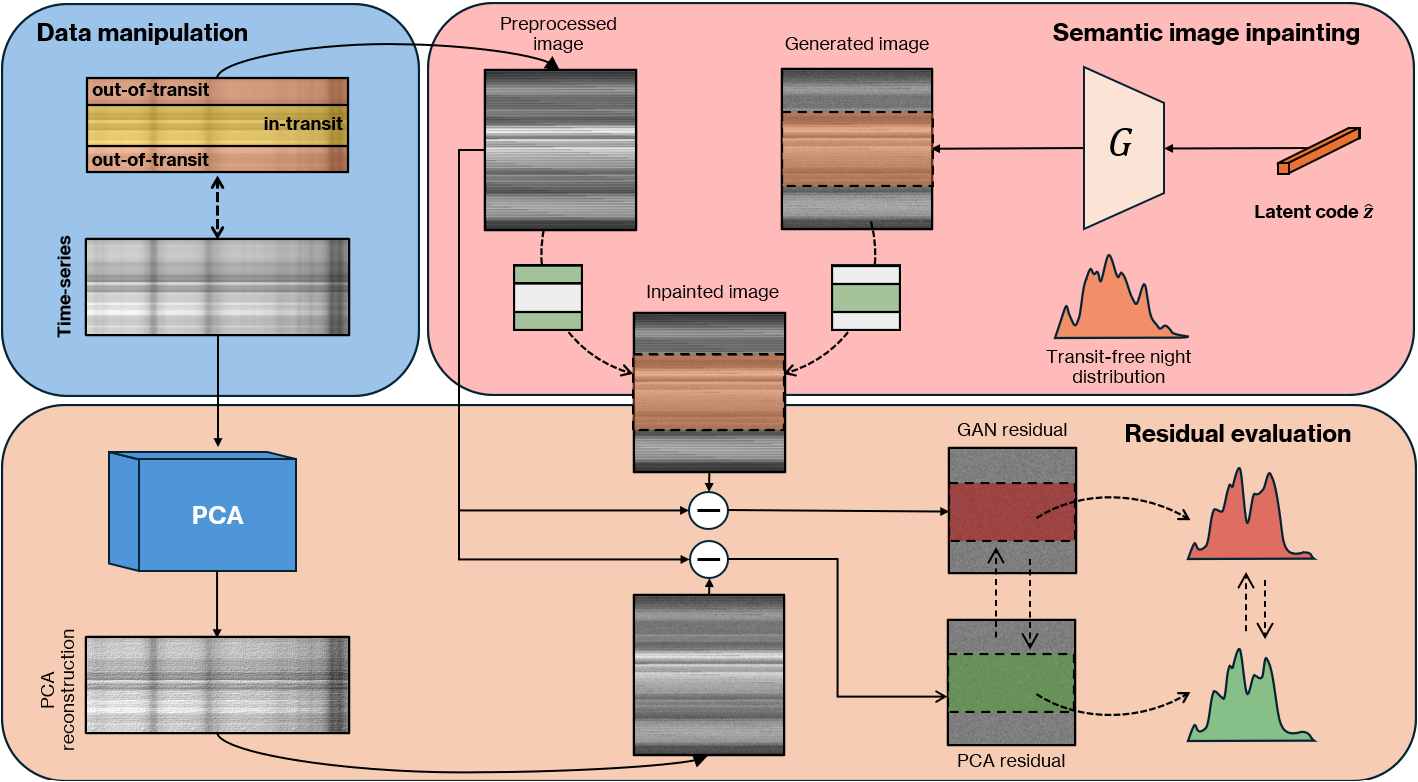 Data manipulation
out-of-transit
in-transit
out-of-transit
Time-series
Semantic image inpainting
Preprocessed
image
Generated image
G
Latent code ẑ
Inpainted image
Transit-free night
distribution
Residual evaluation
PCA
PCA
reconstruction
GAN residual
PCA residual